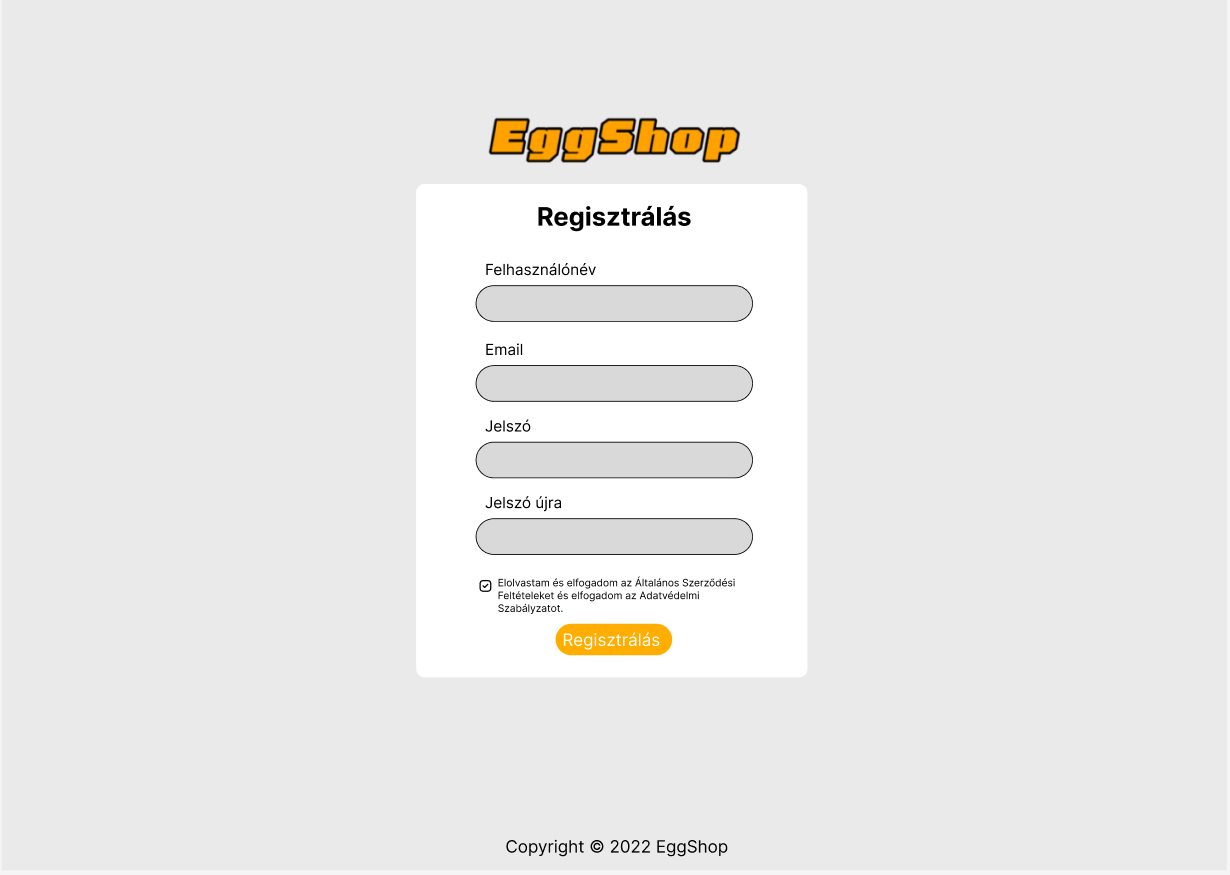 EggShop
Regisztrálás
Felhasználónév
Email
Jelszó
Jelszó újra
Elolvastam és elfogadom az Általános Szerződési
Feltételeket és elfogadom az Adatvédelmi
Szabályzatot.
Regisztrálás
Copyright © 2022 EggShop